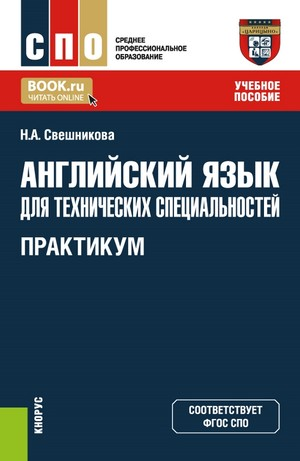 СПО
СРЕДНЕЕ
ПРОФЕССИОНАЛЬНОЕ
ОБРАЗОВАНИЕ
ЦАРИЦЫНО
BOOK.ru
ЧИТАТЬ ONLINE
УЧЕБНОЕ
ПОСОБИЕ
Н.А. Свешникова
АНГЛИЙСКИЙ ЯЗЫК
ДЛЯ ТЕХНИЧЕСКИХ СПЕЦИАЛЬНОСТЕЙ
ПРАКТИКУМ
КНОРУС
СООТВЕТСТВУЕТ
ФГОС СПО